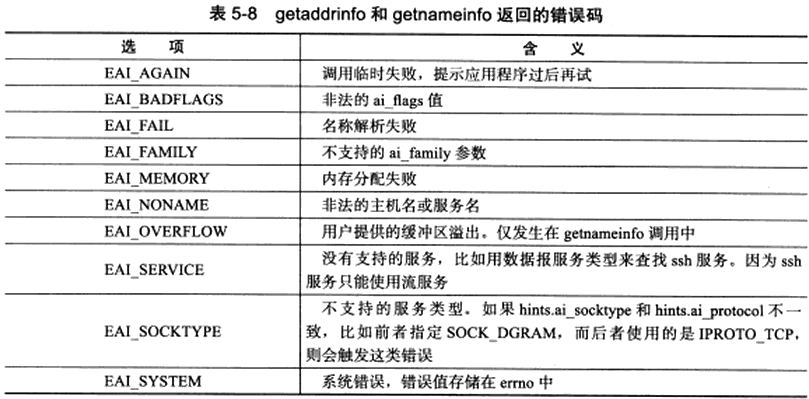 表 5-8 getaddrinfo 和 getnameinfo 返回的错误码
选 项 含 义
EAI_AGAIN 调用临时失败，提示应用程序过后再试
EAI_BADFLAGS 非法的 ai_flags 值
EAI_FAIL 名称解析失败
EAI_FAMILY 不支持的 ai_family 参数
EAI_MEMORY 内存分配失败
EAI_NONAME 非法的主机名或服务名
EAI_OVERFLOW 用户提供的缓冲区溢出。仅发生在 getnameinfo 调用中
EAI_SERVICE 没有支持的服务，比如用数据报服务类型来查找 ssh 服务。因为 ssh
服务只能使用流服务
EAI_SOCKTYPE 不支持的服务类型。如果 hints.ai_socktype 和 hints.ai_protocol 不一
致，比如前者指定 SOCK_DGRAM，而后者使用的是 IPROTO_TCP，
则会触发这类错误
EAI_SYSTEM 系统错误，错误值存储在 errno 中